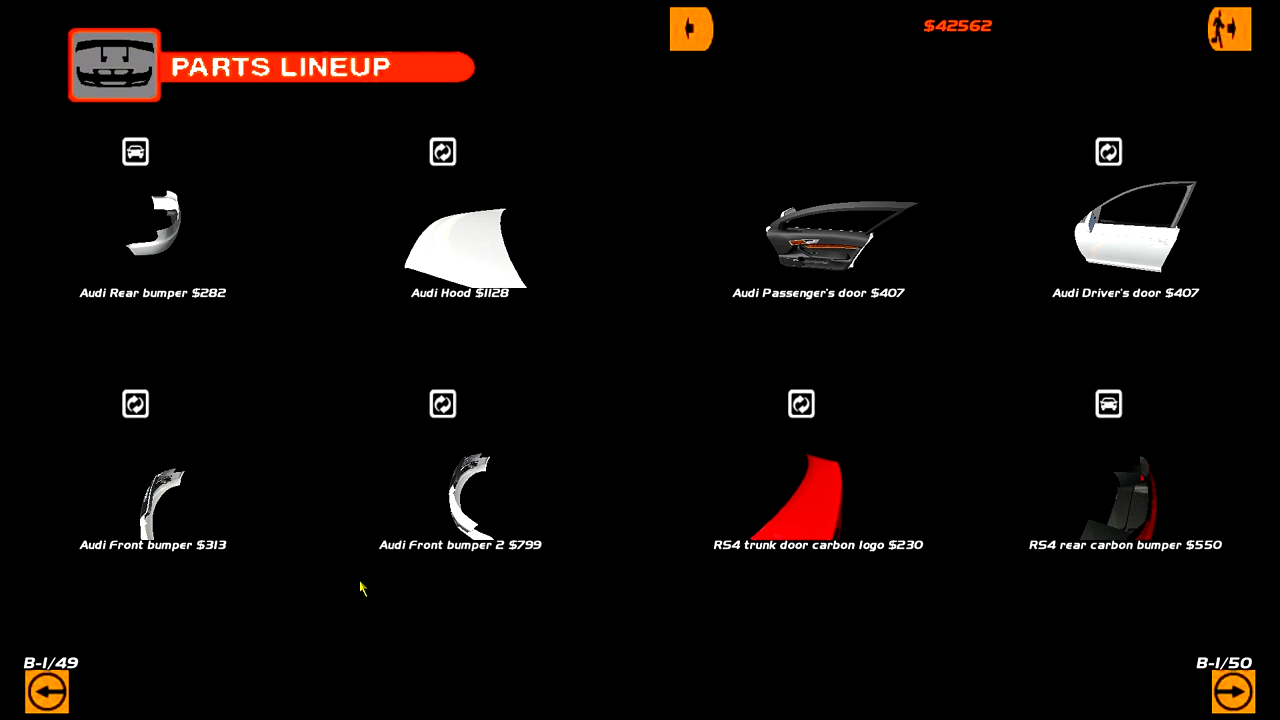 $42562
PARTS LINEUP
Audi Rear bumper $282
Audi Hood $1128
Audi Passenger's door $407
Audi Driver's door $407
Audi Front bumper $313
Audi Front bumper 2 $799
RS4 trunk door carbon logo $230
RS4 rear carbon bumper $550
B-1/49
B-1/50